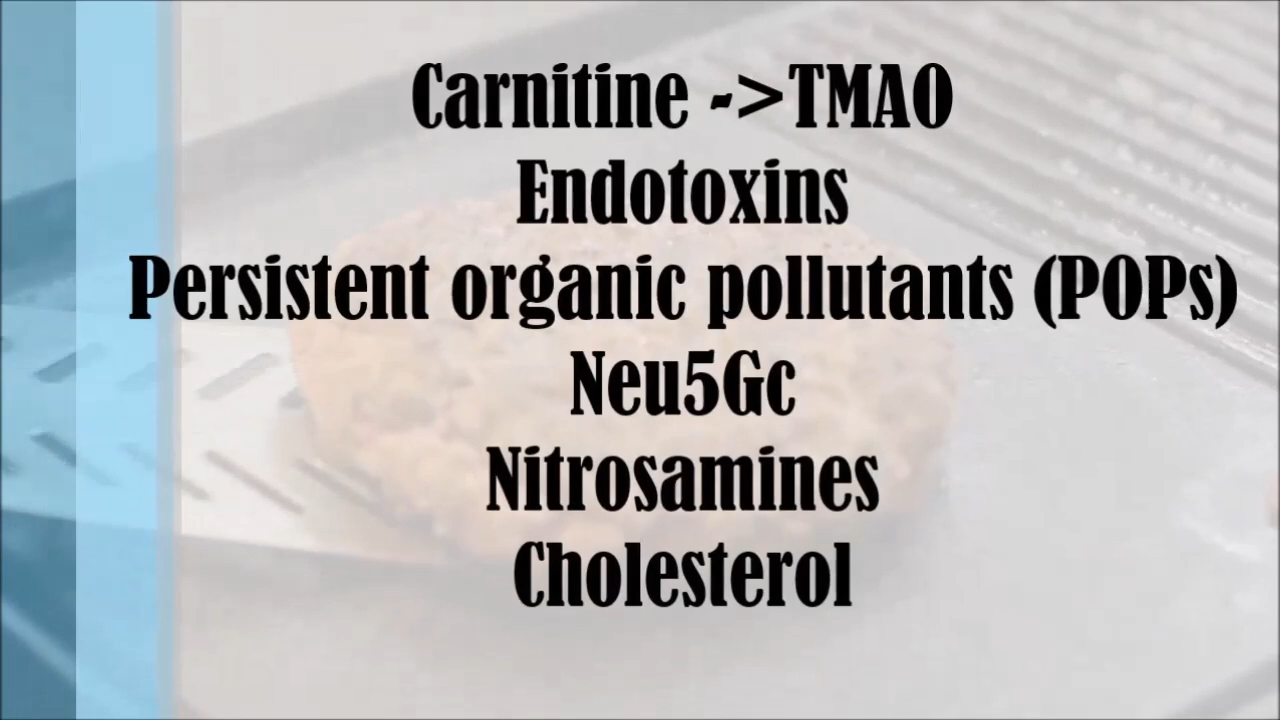 Carnitine ->TMAO
Endotoxins
Persistent organic pollutants (POPs)
Neu5Gc
Nitrosamines
Cholesterol